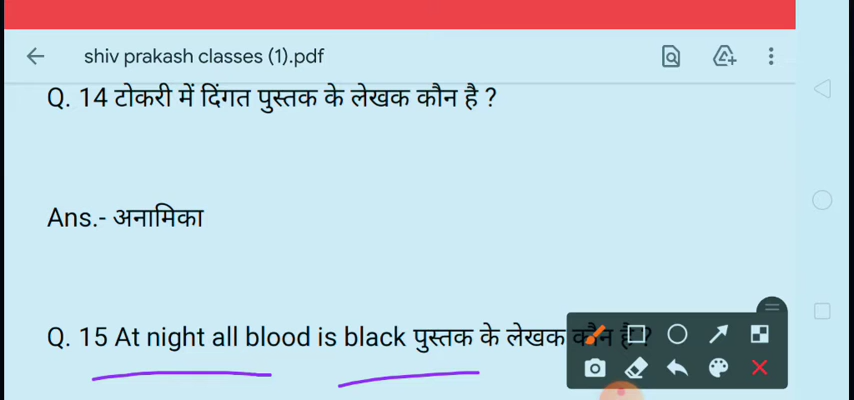 shiv prakash classes (1).pdf
Q. 14 टोकरी में दिंगत पुस्तक के लेखक कौन है ?
Ans.- अनामिका
Q. 15 At night all blood is black पुस्तक के लेखक कौन है ?